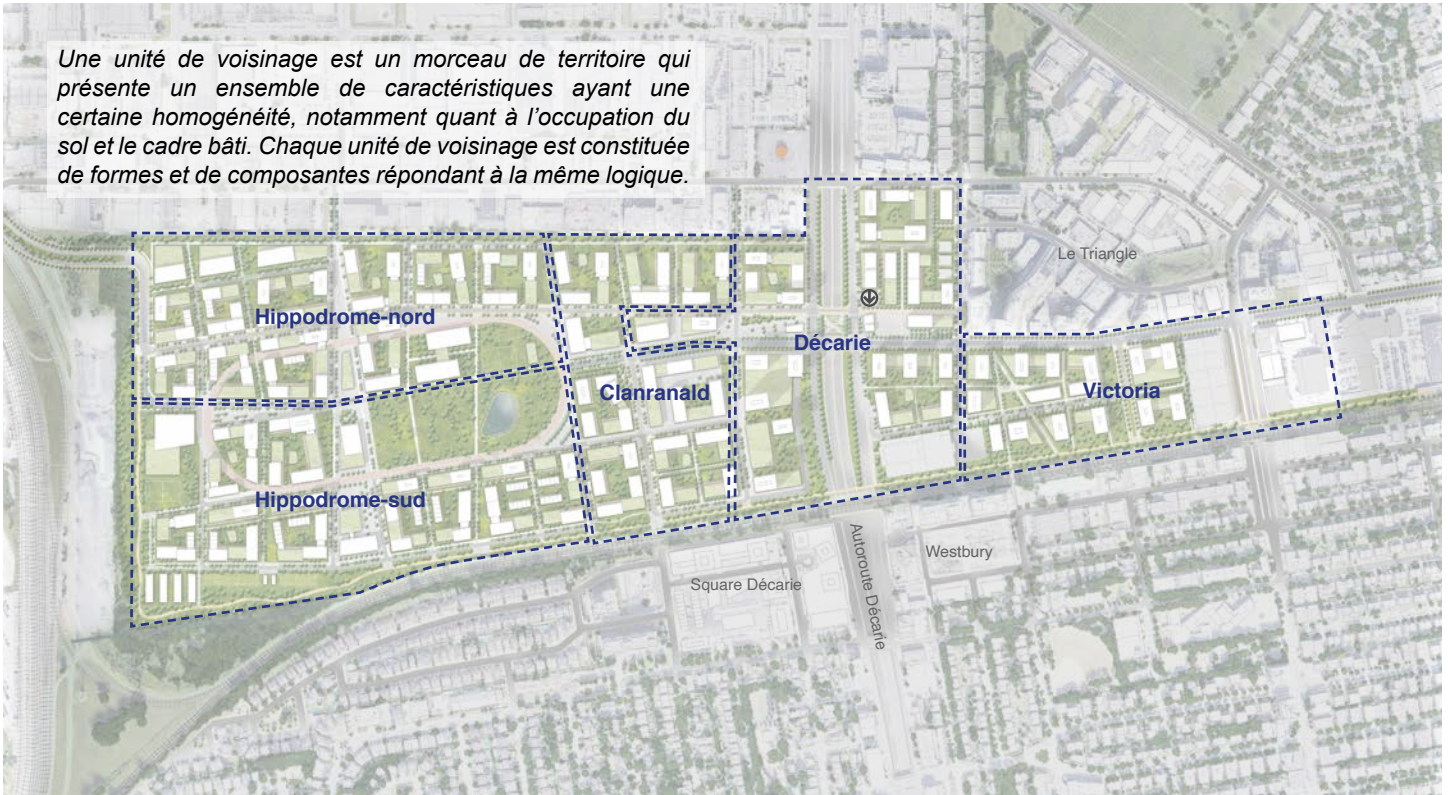 Une unité de voisinage est un morceau de territoire qui
présente un ensemble de caractéristiques ayant une
certaine homogénéité, notamment quant à l’occupation du
sol et le cadre bâti. Chaque unité de voisinage est constituée
de formes et de composantes répondant à la même logique.
Le Triangle
Hippodrome-nord
Décarie
Clanranald
Victoria
Hippodrome-sud
Autoroute Décarie
Westbury
Square Décarie